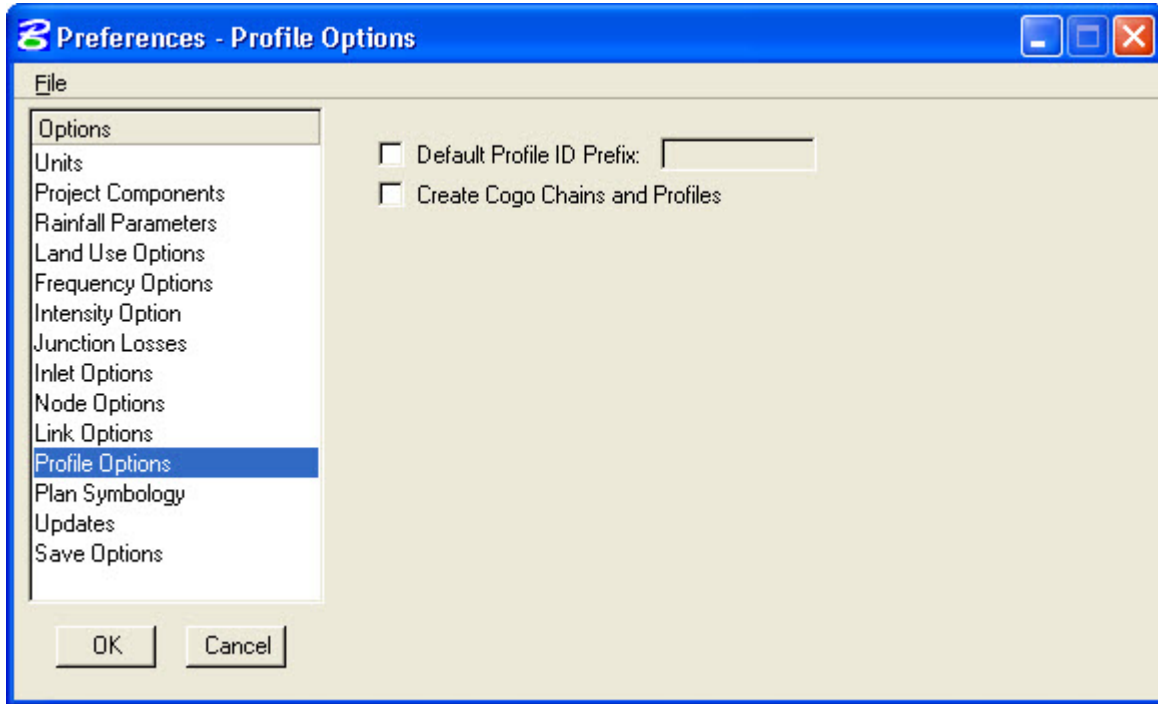 Preferences - Profile Options
File
Options
Units
Project Components
Rainfall Parameters
Land Use Options
Frequency Options
Intensity Option
Junction Losses
Inlet Options
Node Options
Link Options
Profile Options
Plan Symbology
Updates
Save Options
Default Profile ID Prefix:
Create Cogo Chains and Profiles
OK Cancel